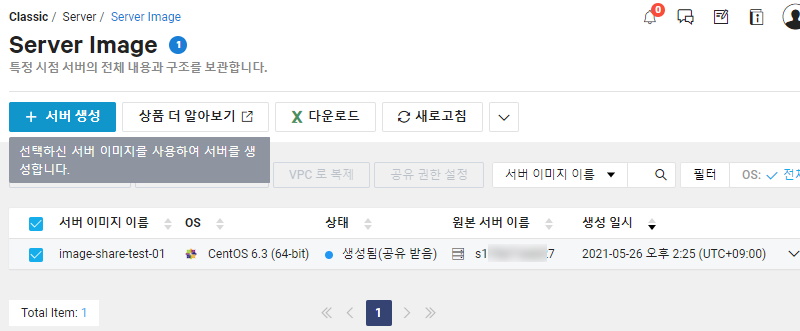 Classic / Server / Server Image
0
Server Image 1
특정 시점 서버의 전체 내용과 구조를 보관합니다.
+ 서버 생성 상품 더 알아보기 다운로드 새로고침
선택하신 서버 이미지를 사용하여 서버를 생
성합니다.
VPC 로 복제 공유 권한 설정 서버 이미지 이름 필터 OS: 전체
서버 이미지 이름 OS 상태 원본 서버 이름 생성 일시
image-share-test-01 CentOS 6.3 (64-bit) 생성됨(공유 받음) 2021-05-26 오후 2:25 (UTC+09:00)
Total Item: 1 1